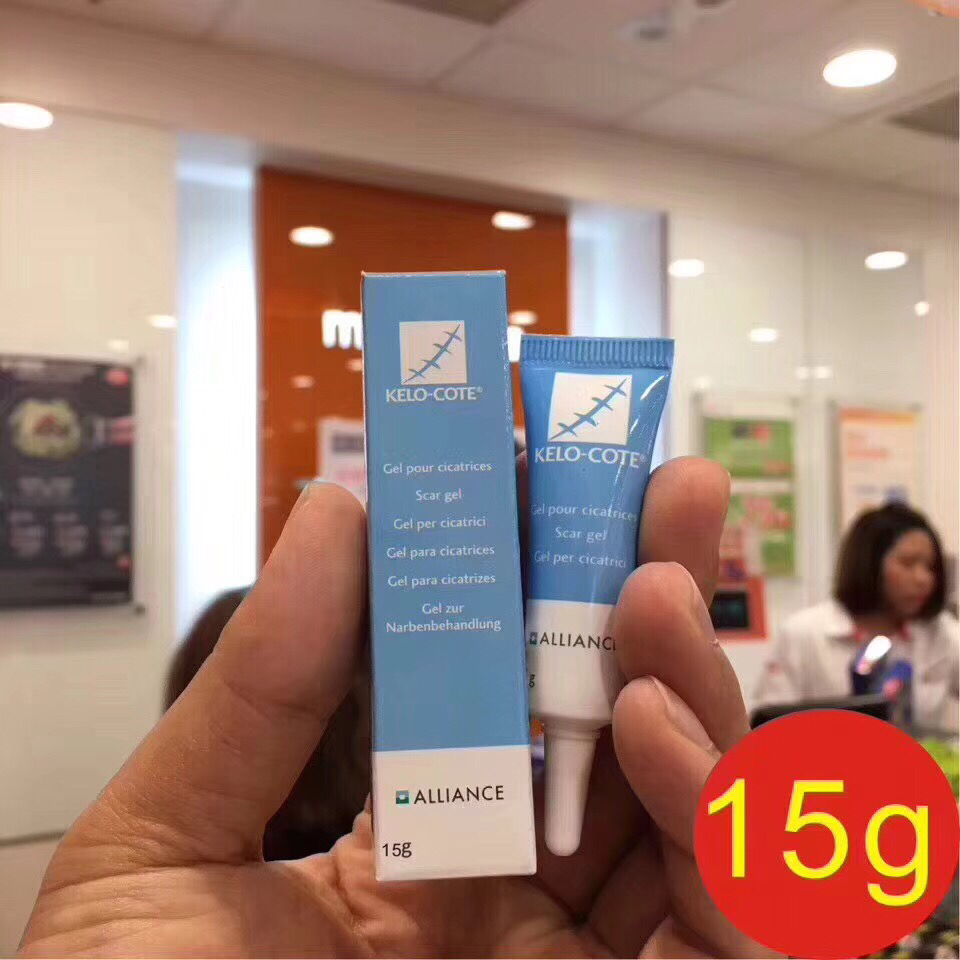 m
KELO-COTE®
Gel pour cicatrices
Scar gel
Gel per cicatrici
Gel para cicatrices
Gel para cicatrizes
Gel zur
Narbenbehandlung
ALLIANCE
15g
KELO-COTE®
Gel pour cicatrices
Scar gel
Gel per cicatrici
ALLIANC
g
15g